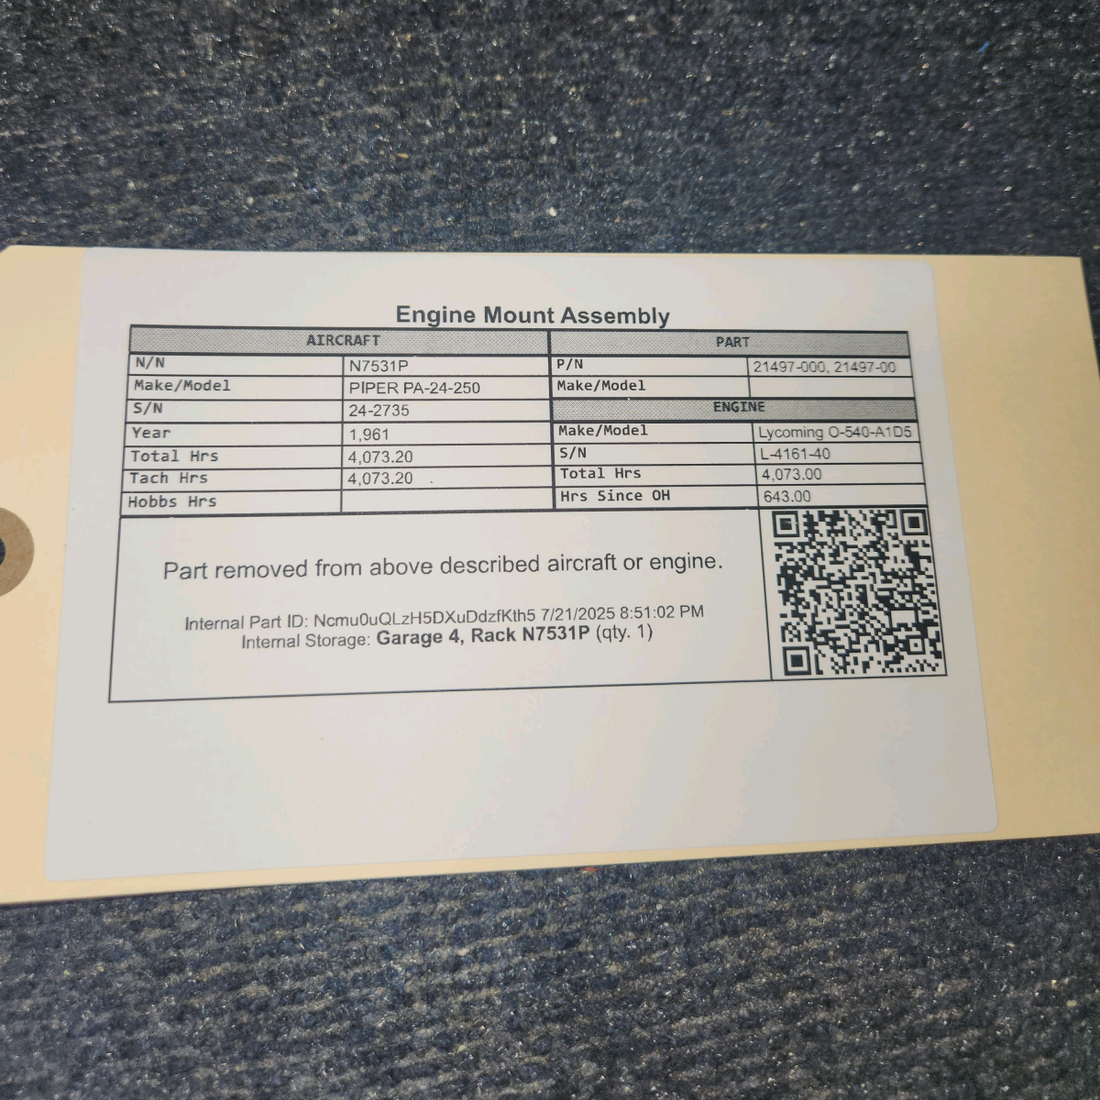 Engine Mount Assembly
AIRCRAFT PART
N/N N7531P P/N 21497-000, 21497-00
Make/Model PIPER PA-24-250 Make/Model
S/N 24-2735 ENGINE
Year 1,961 Make/Model Lycoming O-540-A1D5
Total Hrs 4,073.20 S/N L-4161-40
Tach Hrs 4,073.20 Total Hrs 4,073.00
Hobbs Hrs Hrs Since OH 643.00
Part removed from above described aircraft or engine.
Internal Part ID: Ncmu0uQLzH5DXuDdzfKth5 7/21/2025 8:51:02 PM
Internal Storage: Garage 4, Rack N7531P (qty. 1)